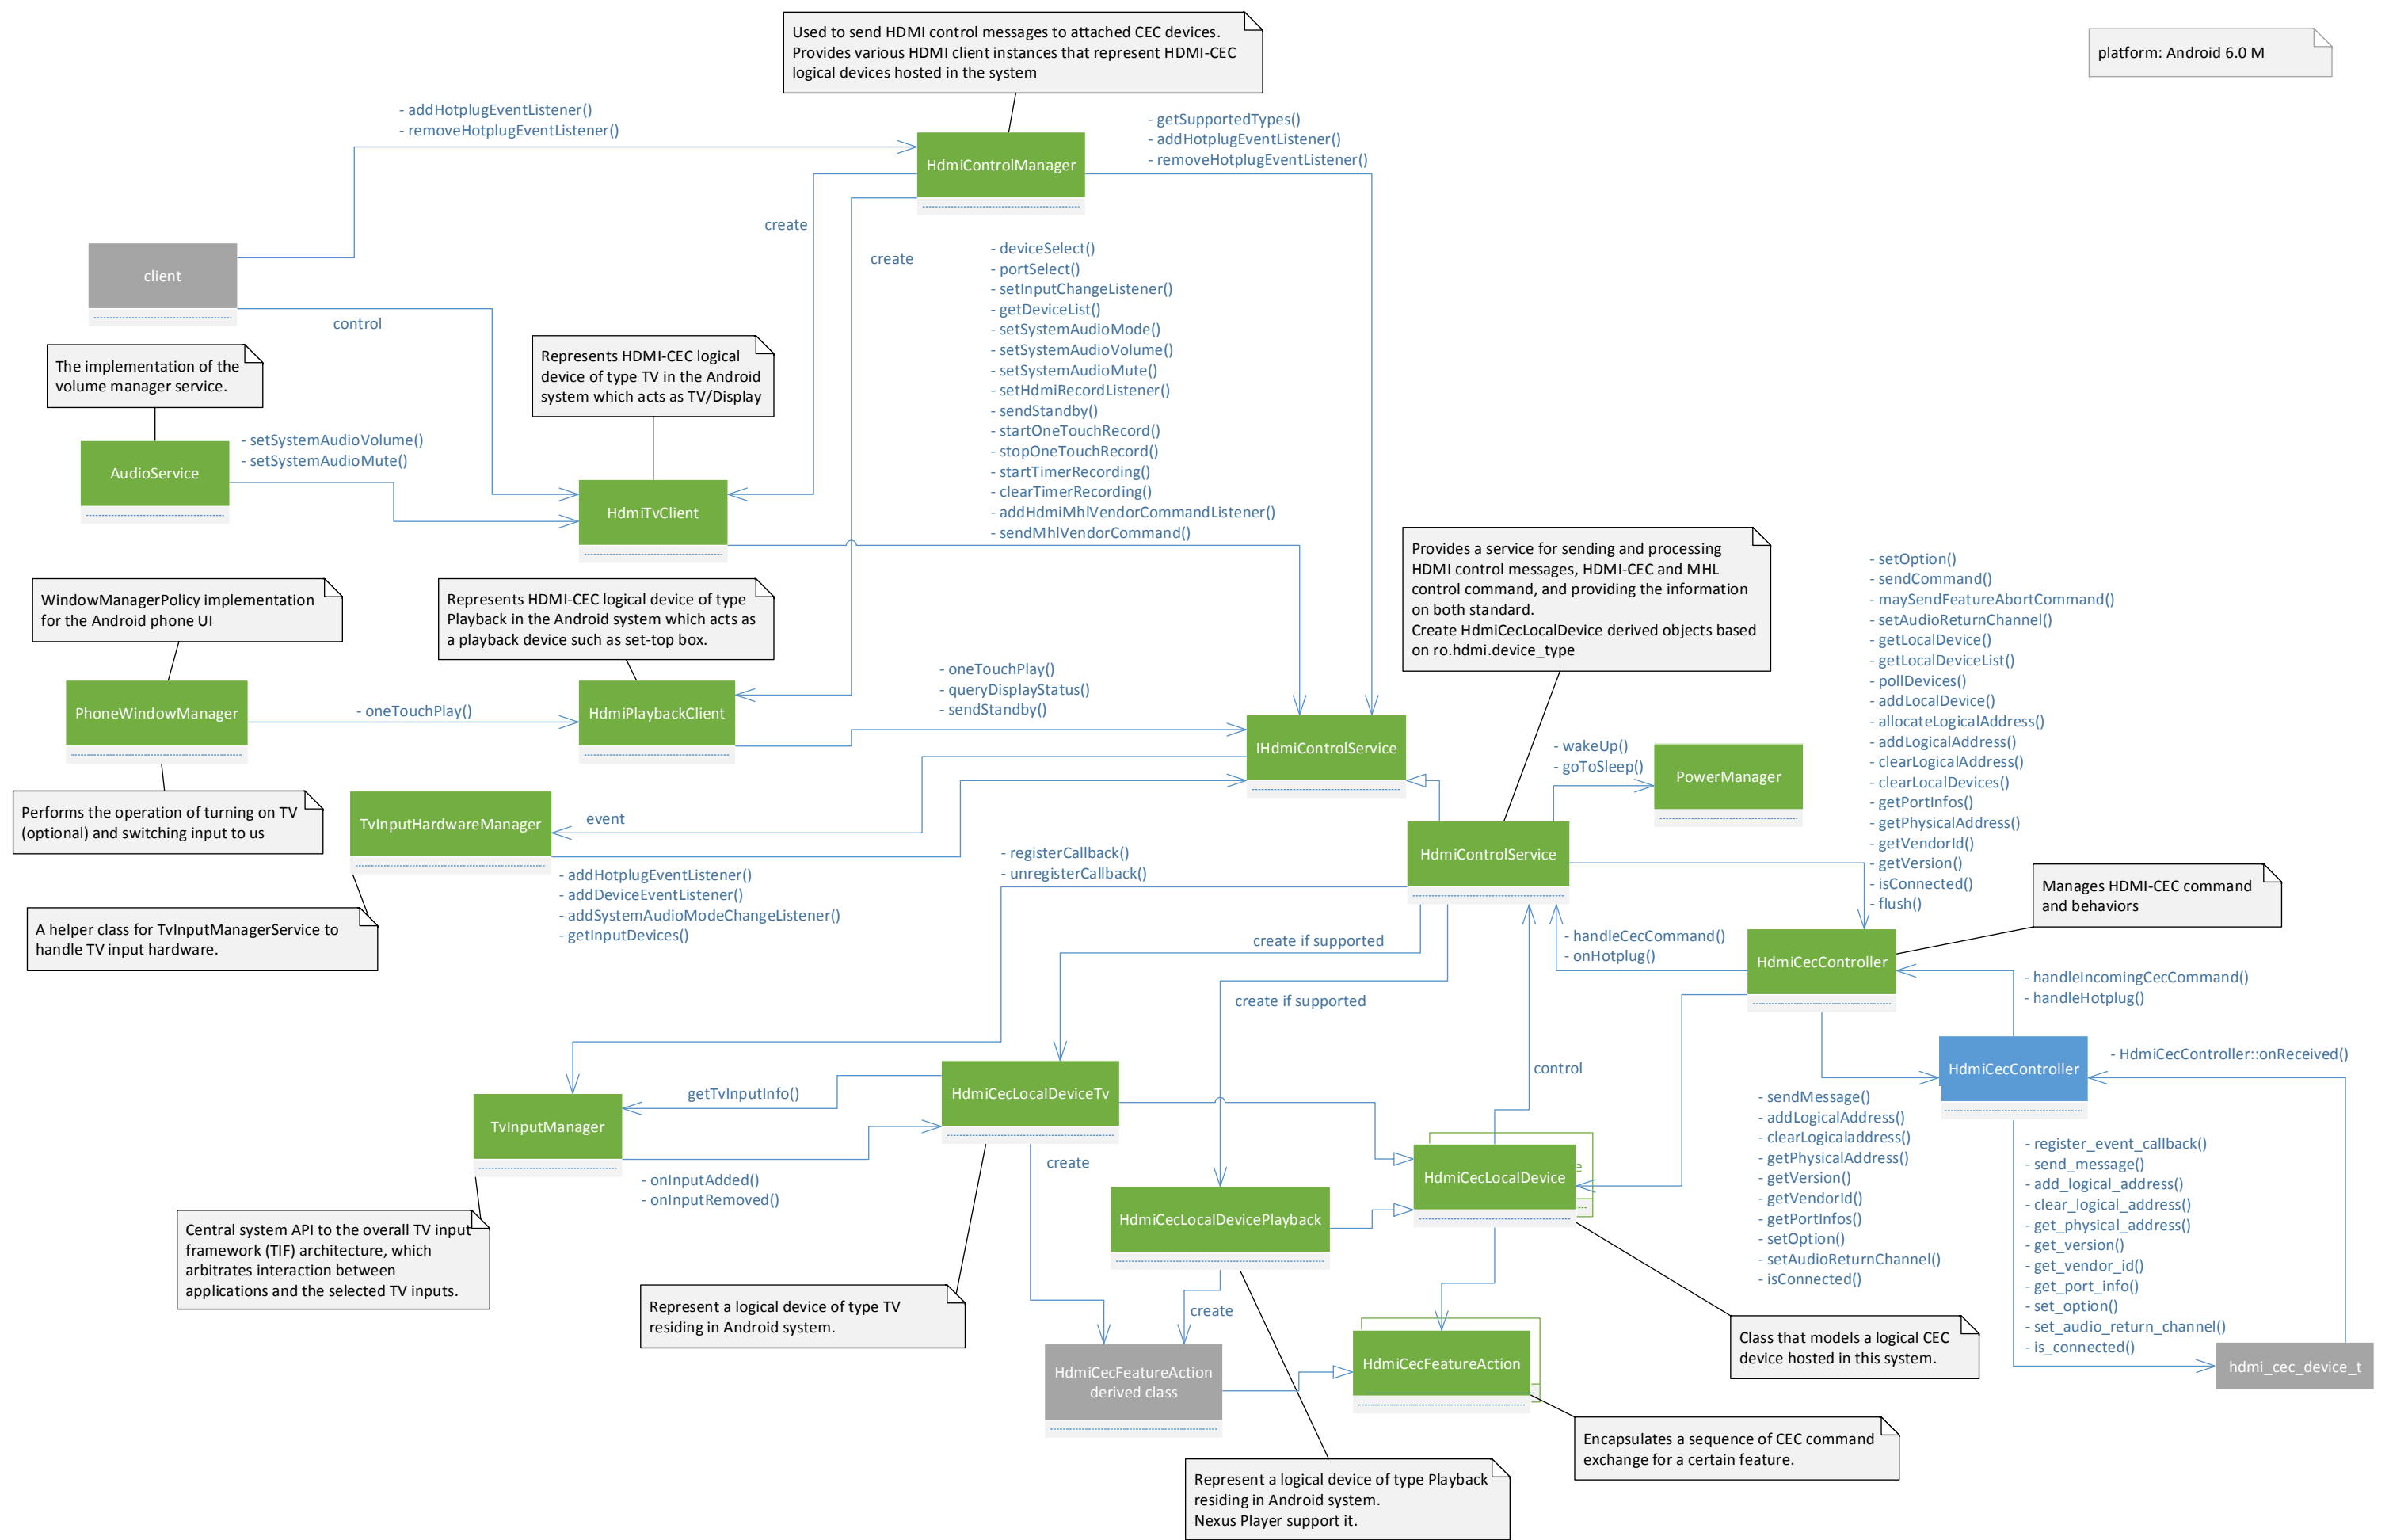 Used to send HDMI control messages to attached CEC devices.
Provides various HDMI client instances that represent HDMI-CEC
logical devices hosted in the system
platform: Android 6.0 M
- addHotplugEventListener()
- removeHotplugEventListener()
HdmiControlManager
- getSupportedTypes()
- addHotplugEventListener()
- removeHotplugEventListener()
create
create
client
control
- deviceSelect()
- portSelect()
- setInputChangeListener()
- getDeviceList()
- setSystemAudioMode()
- setSystemAudioVolume()
- setSystemAudioMute()
- setHdmiRecordListener()
- sendStandby()
- startOneTouchRecord()
- stopOneTouchRecord()
- startTimerRecording()
- clearTimerRecording()
- addHdmiMhlVendorCommandListener()
- sendMhlVendorCommand()
The implementation of the
volume manager service.
Represents HDMI-CEC logical
device of type TV in the Android
system which acts as TV/Display
AudioService
- setSystemAudioVolume()
- setSystemAudioMute()
HdmiTvClient
WindowManagerPolicy implementation
for the Android phone UI
Represents HDMI-CEC logical device of type
Playback in the Android system which acts as
a playback device such as set-top box.
Provides a service for sending and processing
HDMI control messages, HDMI-CEC and MHL
control command, and providing the information
on both standard.
Create HdmiCecLocalDevice derived objects based
on ro.hdmi.device_type
- setOption()
- sendCommand()
- maySendFeatureAbortCommand()
- setAudioReturnChannel()
- getLocalDevice()
- getLocalDeviceList()
- pollDevices()
- addLocalDevice()
- allocateLogicalAddress()
- addLogicalAddress()
- clearLogicalAddress()
- clearLocalDevices()
- getPortInfos()
- getPhysicalAddress()
- getVendorId()
- getVersion()
- isConnected()
- flush()
PhoneWindowManager
- oneTouchPlay()
HdmiPlaybackClient
- oneTouchPlay()
- queryDisplayStatus()
- sendStandby()
IHdmiControlService
- wakeUp()
- goToSleep()
PowerManager
Performs the operation of turning on TV
(optional) and switching input to us
TvInputHardwareManager
event
- addHotplugEventListener()
- addDeviceEventListener()
- addSystemAudioModeChangeListener()
- getInputDevices()
A helper class for TvInputManagerService to
handle TV input hardware.
- registerCallback()
- unregisterCallback()
HdmiControlService
Manages HDMI-CEC command
and behaviors
create if supported
create if supported
- handleCecCommand()
- onHotplug()
HdmiCecController
- handleIncomingCecCommand()
- handleHotplug()
HdmiCecController
- HdmiCecController::onReceived()
control
TvInputManager
getTvInputInfo()
HdmiCecLocalDeviceTv
- onInputAdded()
- onInputRemoved()
create
HdmiCecLocalDevicePlayback
HdmiCecLocalDevice
e
- sendMessage()
- addLogicalAddress()
- clearLogicaladdress()
- getPhysicalAddress()
- getVersion()
- getVendorId()
- getPortInfos()
- setOption()
- setAudioReturnChannel()
- isConnected()
- register_event_callback()
- send_message()
- add_logical_address()
- clear_logical_address()
- get_physical_address()
- get_version()
- get_vendor_id()
- get_port_info()
- set_option()
- set_audio_return_channel()
- is_connected()
Central system API to the overall TV input
framework (TIF) architecture, which
arbitrates interaction between
applications and the selected TV inputs.
Represent a logical device of type TV
residing in Android system.
create
HdmiCecFeatureAction
derived class
HdmiCecFeatureAction
Class that models a logical CEC
device hosted in this system.
hdmi_cec_device_t
Encapsulates a sequence of CEC command
exchange for a certain feature.
Represent a logical device of type Playback
residing in Android system.
Nexus Player support it.